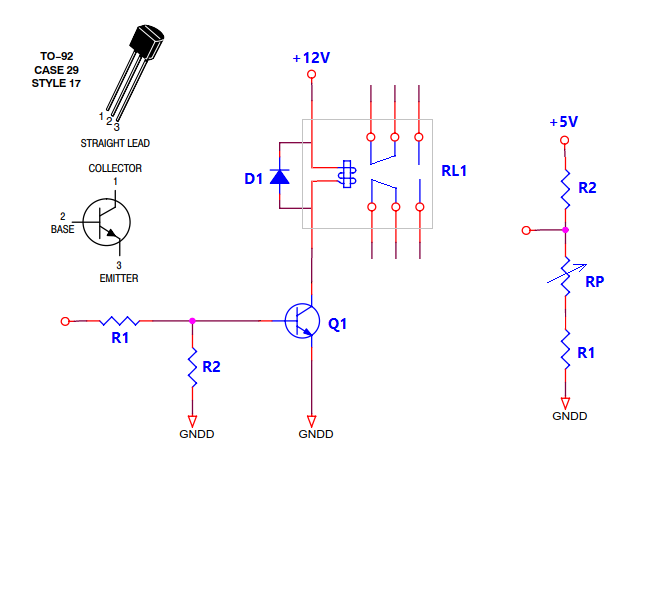 TO–92
CASE 29
STYLE 17
1
2
3
STRAIGHT LEAD
COLLECTOR
1
2
BASE
3
EMITTER
+12V
D1
RL1
R1
R2
Q1
GNDD
GNDD
+5V
R2
RP
R1
GNDD